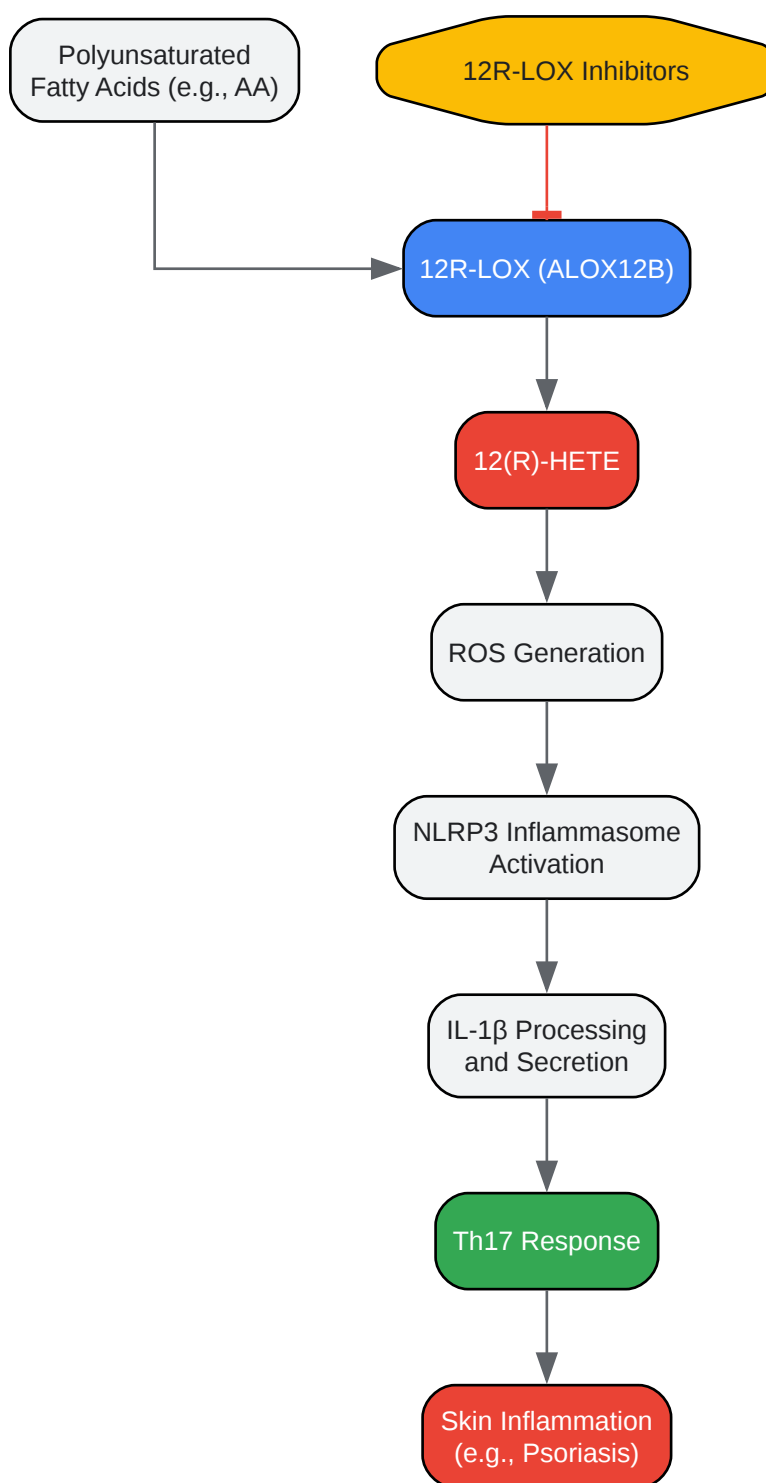 Polyunsaturated
Fatty Acids (e.g., AA)
12R-LOX Inhibitors
12R-LOX (ALOX12B)
12(R)-HETE
ROS Generation
NLRP3 Inflammasome
Activation
IL-1β Processing
and Secretion
Th17 Response
Skin Inflammation
(e.g., Psoriasis)